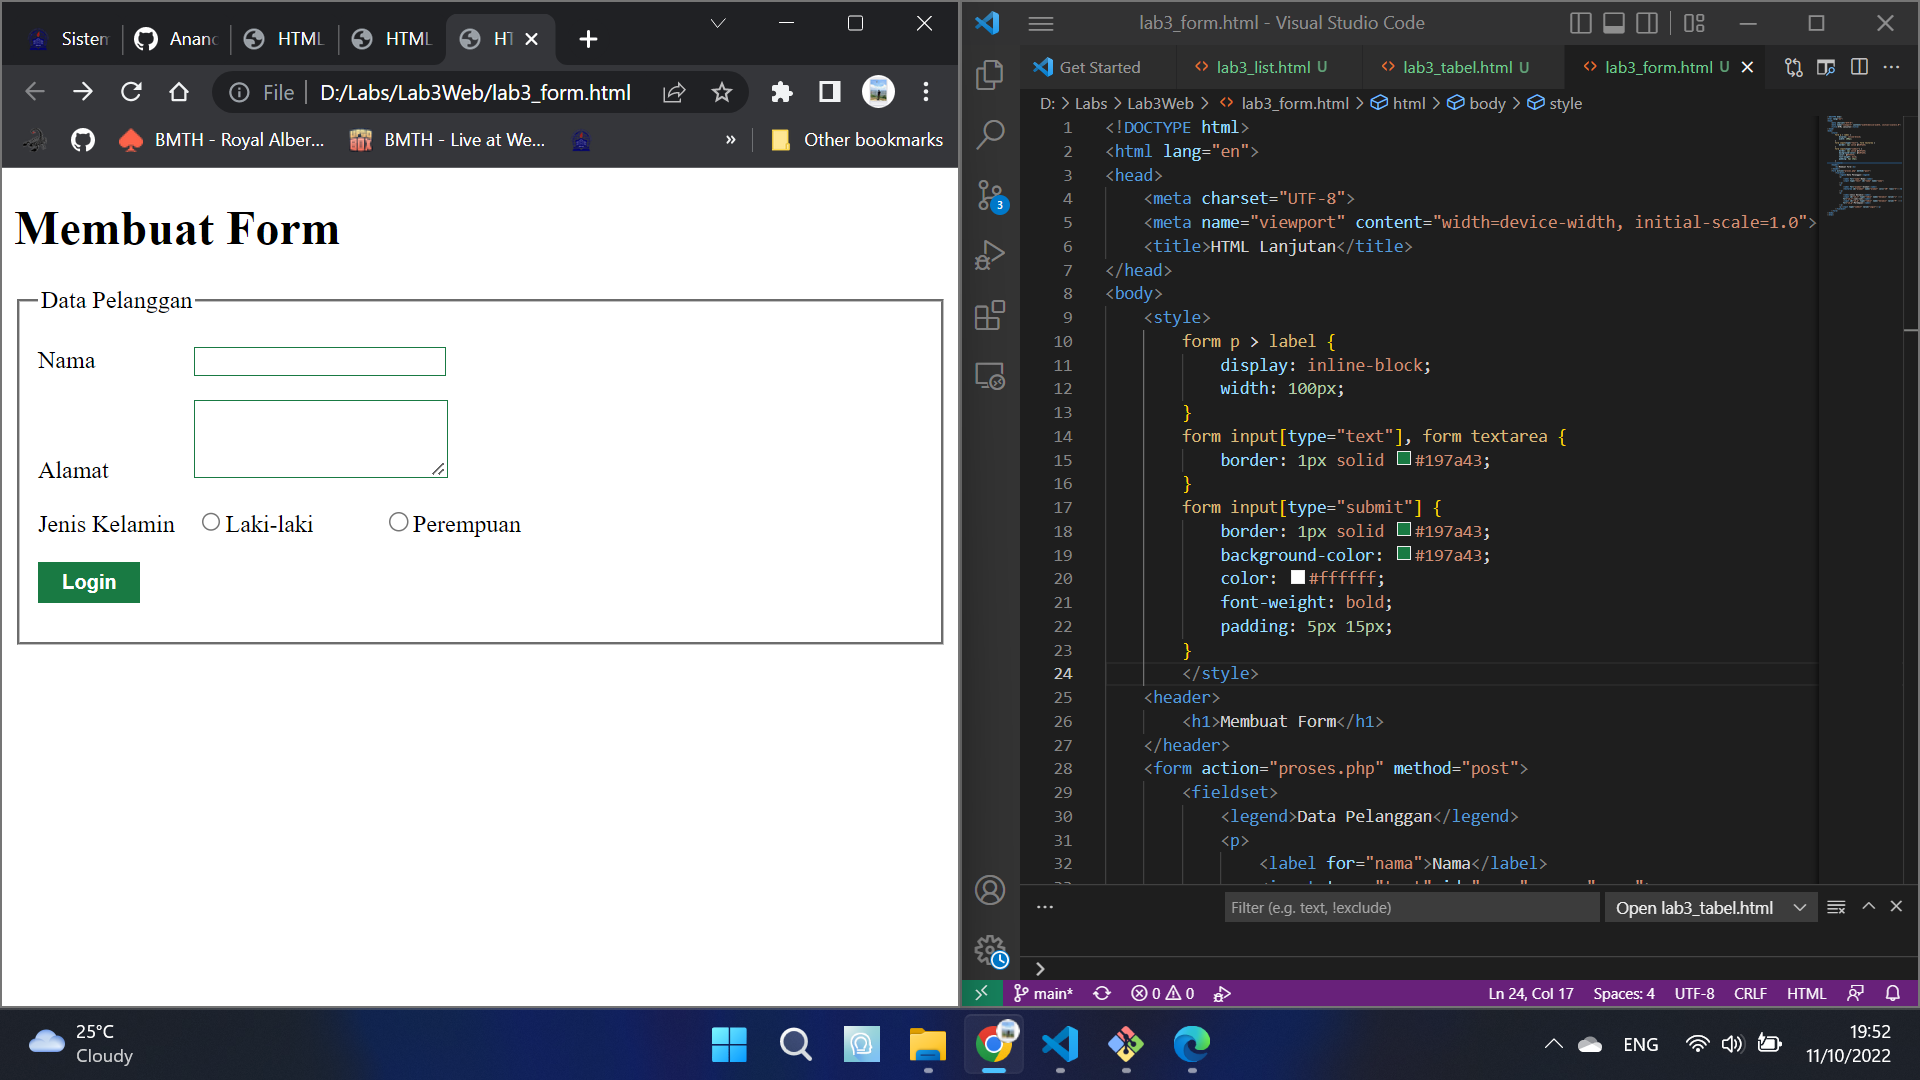 Sistem
Anand
HTML
HTML
HT
File
D:/Labs/Lab3Web/lab3_form.html
BMTH - Royal Alber...
BMTH - Live at We...
»
Other bookmarks
Membuat Form
Data Pelanggan
Nama
Alamat
Jenis Kelamin
Laki-laki
Perempuan
Login
lab3_form.html - Visual Studio Code
Get Started
lab3_list.html U
lab3_tabel.html U
lab3_form.html U
D: > Labs > Lab3Web > lab3_form.html > html > body > style
1 <!DOCTYPE html>
2 <html lang="en">
3 <head>
4 <meta charset="UTF-8">
5 <meta name="viewport" content="width=device-width, initial-scale=1.0">
6 <title>HTML Lanjutan</title>
7 </head>
8 <body>
9 <style>
10 form p > label {
11 display: inline-block;
12 width: 100px;
13 }
14 form input[type="text"], form textarea {
15 border: 1px solid #197a43;
16 }
17 form input[type="submit"] {
18 border: 1px solid #197a43;
19 background-color: #197a43;
20 color: #ffffff;
21 font-weight: bold;
22 padding: 5px 15px;
23 }
24 </style>
25 <header>
26 <h1>Membuat Form</h1>
27 </header>
28 <form action="proses.php" method="post">
29 <fieldset>
30 <legend>Data Pelanggan</legend>
31 <p>
32 <label for="nama">Nama</label>
3
Filter (e.g. text, !exclude)
Open lab3_tabel.html
main*
0
0
Ln 24, Col 17
Spaces: 4
UTF-8
CRLF
HTML
25°C
Cloudy
ENG
19:52
11/10/2022